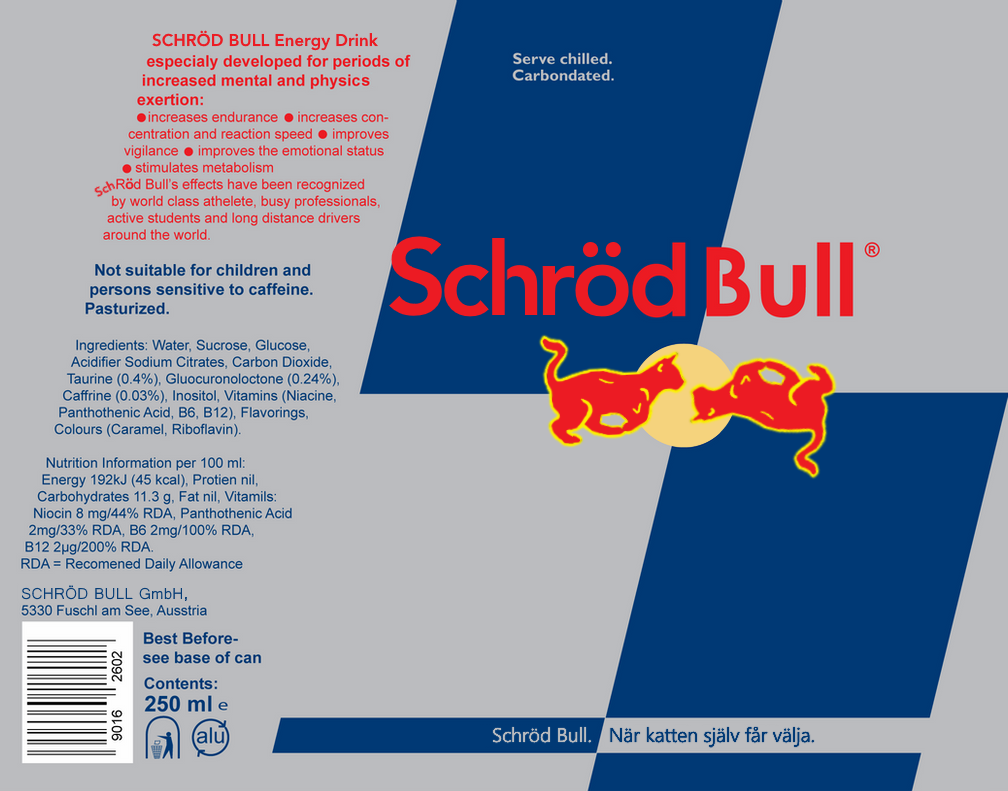 SCHRÖD BULL Energy Drink
especialy developed for periods of
increased mental and physics
exertion:
● increases endurance ● increases con-
centration and reaction speed ● improves
vigilance ● improves the emotional status
● stimulates metabolism
SchRöd Bull's effects have been recognized
by world class athelete, busy professionals,
active students and long distance drivers
around the world.
Not suitable for children and
persons sensitive to caffeine.
Pasturized.
Ingredients: Water, Sucrose, Glucose,
Acidifier Sodium Citrates, Carbon Dioxide,
Taurine (0.4%), Gluocuronoloctone (0.24%),
Caffrine (0.03%), Inositol, Vitamins (Niacine,
Panthothenic Acid, B6, B12), Flavorings,
Colours (Caramel, Riboflavin).
Nutrition Information per 100 ml:
Energy 192kJ (45 kcal), Protien nil,
Carbohydrates 11.3 g, Fat nil, Vitamils:
Niocin 8 mg/44% RDA, Panthothenic Acid
2mg/33% RDA, B6 2mg/100% RDA,
B12 2µg/200% RDA.
RDA = Recomened Daily Allowance
SCHRÖD BULL GmbH,
5330 Fuschl am See, Ausstria
9016 2602
Best Before-
see base of can
Contents:
250 ml e
alu
Serve chilled.
Carbondated.
Schröd Bull ®
Schröd Bull. När katten själv får välja.